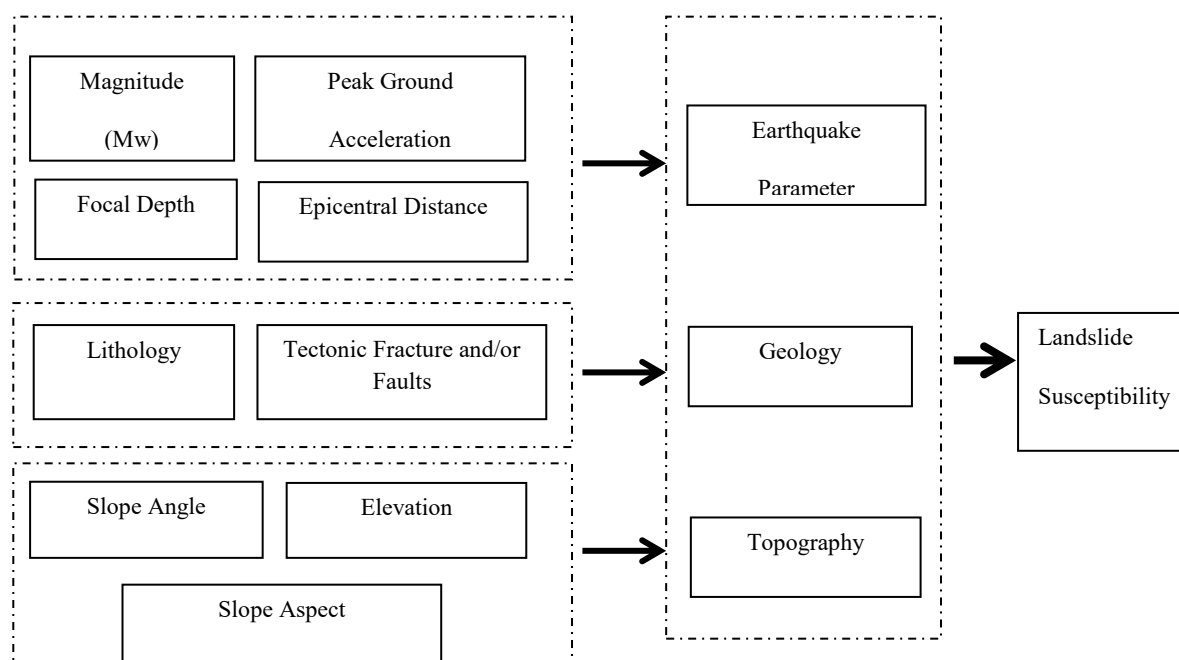 Magnitude
(Mw)
Peak Ground
Acceleration
Focal Depth
Epicentral Distance
Earthquake
Parameter
Lithology
Tectonic Fracture and/or
Faults
Geology
Landslide
Susceptibility
Slope Angle
Elevation
Slope Aspect
Topography